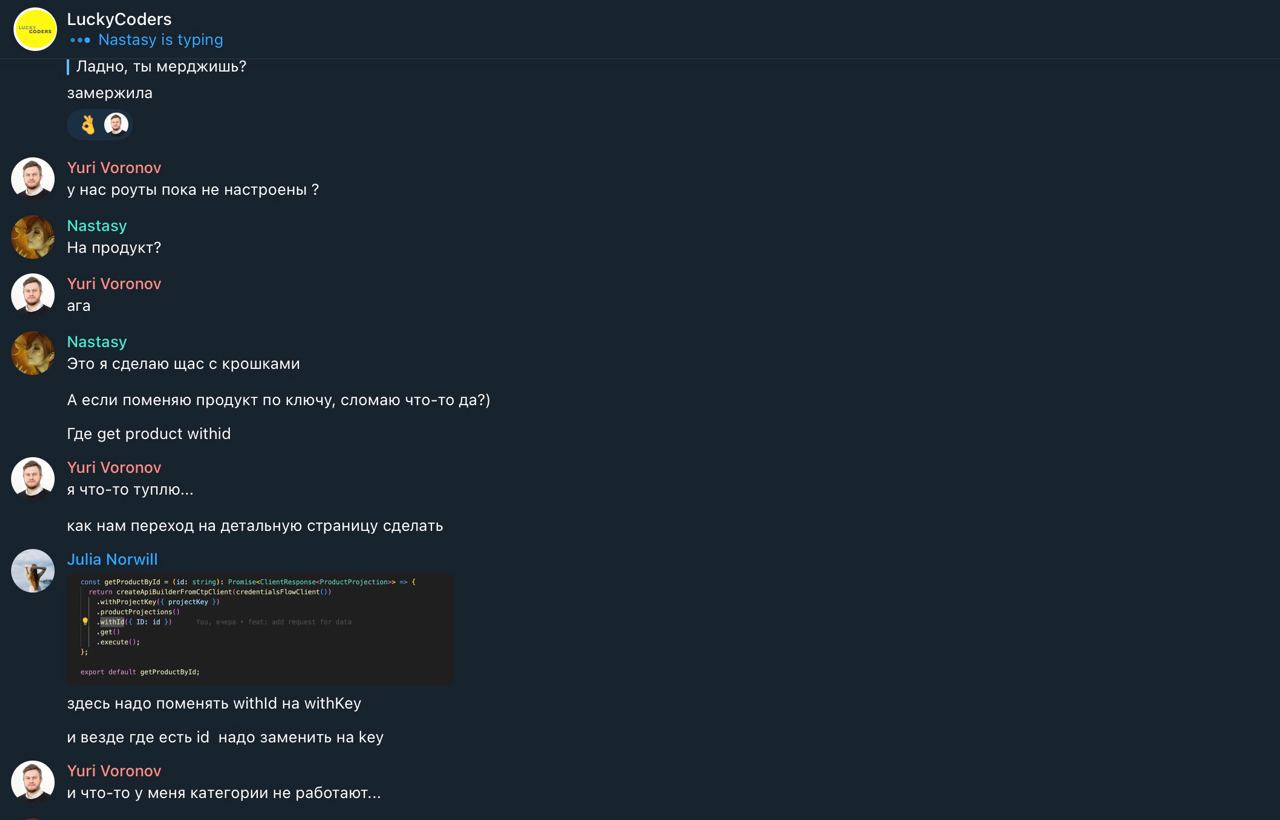 LUCKY
CODERS
LuckyCoders
Nastasy is typing
Ладно, ты мерджишь?
замержила
Yuri Voronov
у нас роуты пока не настроены ?
Nastasy
На продукт?
Yuri Voronov
ага
Nastasy
Это я сделаю щас с крошками
А если поменяю продукт по ключу, сломаю что-то да?)
Где get product withid
Yuri Voronov
я что-то туплю...
как нам переход на детальную страницу сделать
Julia Norwill
const getProductById = (id: string): Promise<ClientResponse<ProductProjection>> => {
return createApiBuilderFromCtpClient(credentialsFlowClient())
.withProjectKey({ projectKey })
.productProjections()
.withId({ ID: id }) You, вчера • feat: add request for data
.get()
.execute();
};
export default getProductById;
здесь надо поменять withId на withKey
и везде где есть id надо заменить на key
Yuri Voronov
и что-то у меня категории не работают...